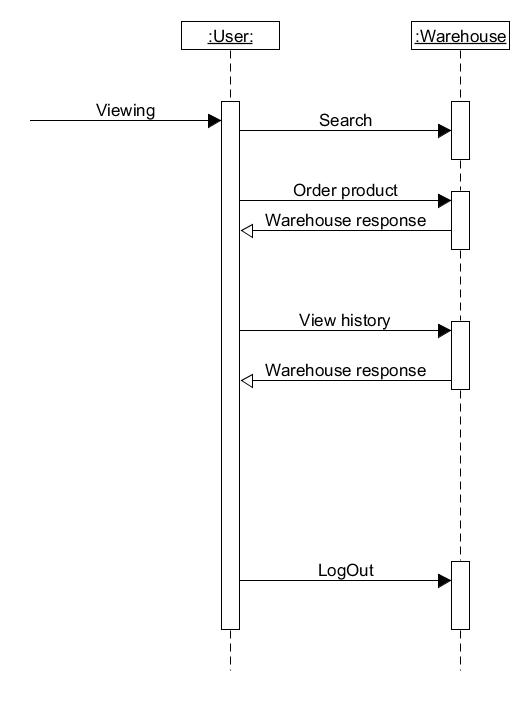 :User:
:Warehouse
Viewing
Search
Order product
Warehouse response
View history
Warehouse response
LogOut